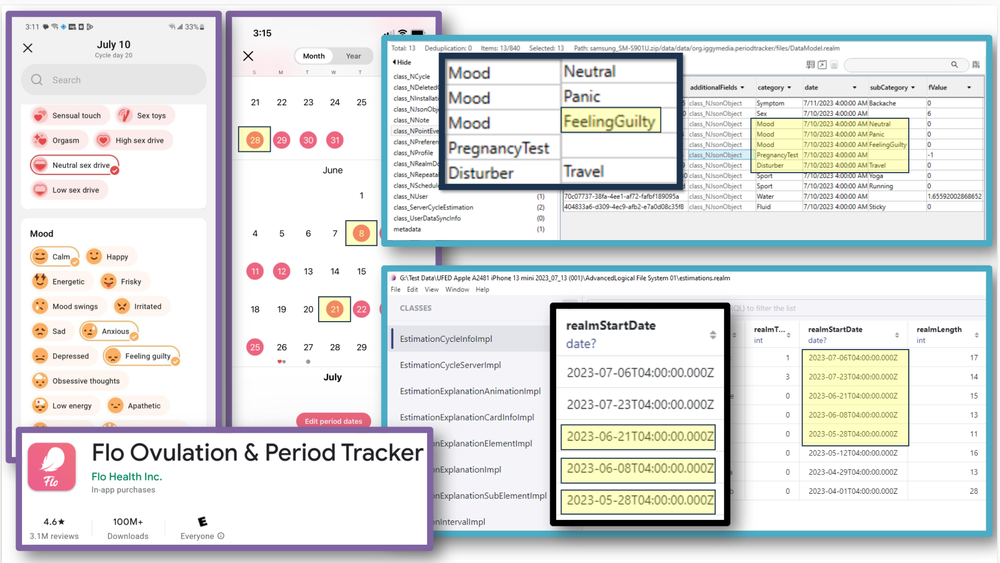 3:11
33%
July 10
Cycle day 20
Search
Sensual touch
Sex toys
Orgasm
High sex drive
Neutral sex drive
Low sex drive
Mood
Calm
Happy
Energetic
Frisky
Mood swings
Irritated
Sad
Anxious
Depressed
Feeling guilty
Obsessive thoughts
Low energy
Apathetic
3:15
Month Year
S M T W T
21 22 23 24 25
28 29 30 31
June
1
4 5 6 7 8
11 12 13 14 15
18 19 20 21 22
25 26 27 28 29
July
Edit period dates
Flo
Flo Ovulation & Period Tracker
Flo Health Inc.
In-app purchases
4.6★ 100M+ E
3.1M reviews Downloads Everyone
Total: 13 Deduplication: 0 Items: 13/840 Selected: 13 Path: samsung_SM-S901U.zip/data/data/org.iggymedia.periodtracker/files/DataModel.realm
Hide
class_NCycle
class_NDeleted
class_NInstallati
class_NJsonObj
class_NNote
class_NPointEve
class_NPreferen
class_NProfile
class_NRealmDo
class_NRepeatal
class_NSchedul
class_NUser (1)
class_ServerCycleEstimation (2)
class_UserDataSyncInfo (0)
metadata (1)
Mood Neutral
Mood Panic
Mood FeelingGuilty
PregnancyTest
Disturber Travel
additionalFields category date subCategory fValue
class_NJsonObject Symptom 7/11/2023 4:00:00 AM Backache 0
class_NJsonObject Sex 7/10/2023 4:00:00 AM 6
class_NJsonObject Mood 7/10/2023 4:00:00 AM Neutral 0
class_NJsonObject Mood 7/10/2023 4:00:00 AM Panic 0
class_NJsonObject Mood 7/10/2023 4:00:00 AM FeelingGuilty 0
class_NJsonObject PregnancyTest 7/10/2023 4:00:00 AM -1
class_NJsonObject Disturber 7/10/2023 4:00:00 AM Travel 0
class_NJsonObject Sport 7/10/2023 4:00:00 AM Yoga 0
class_NJsonObject Sport 7/10/2023 4:00:00 AM Running 0
70c07737-38fa-4ee1-af72-fafbf189095a class_NJsonObject Water 7/10/2023 4:00:00 AM 1.65592002868652
404833a6-d309-4ec9-afb2-e7a0d08c35f8 class_NJsonObject Fluid 7/10/2023 4:00:00 AM Sticky 0
G:\Test Data\UFED Apple A2481 iPhone 13 mini 2023_07_13 (001)\AdvancedLogical File System 01\estimations.realm
File Edit View Window Help
CLASSES
EstimationCycleInfoImpl
EstimationCycleServerImpl
EstimationExplanationAnimationImpl
EstimationExplanationCardInfoImpl
onExplanationElementImpl
onExplanationImpl
onExplanationSubElementImpl
onIntervalImpl
realmStartDate
date?
2023-07-06T04:00:00.000Z
2023-07-23T04:00:00.000Z
2023-06-21T04:00:00.000Z
2023-06-08T04:00:00.000Z
2023-05-28T04:00:00.000Z
RQL) to filter the list
realmT... realmStartDate realmLength
int date? int
1 2023-07-06T04:00:00.000Z 17
3 2023-07-23T04:00:00.000Z 14
0 2023-06-21T04:00:00.000Z 15
0 2023-06-08T04:00:00.000Z 13
0 2023-05-28T04:00:00.000Z 11
0 2023-05-12T04:00:00.000Z 16
0 2023-04-29T04:00:00.000Z 13
0 2023-04-01T04:00:00.000Z 28